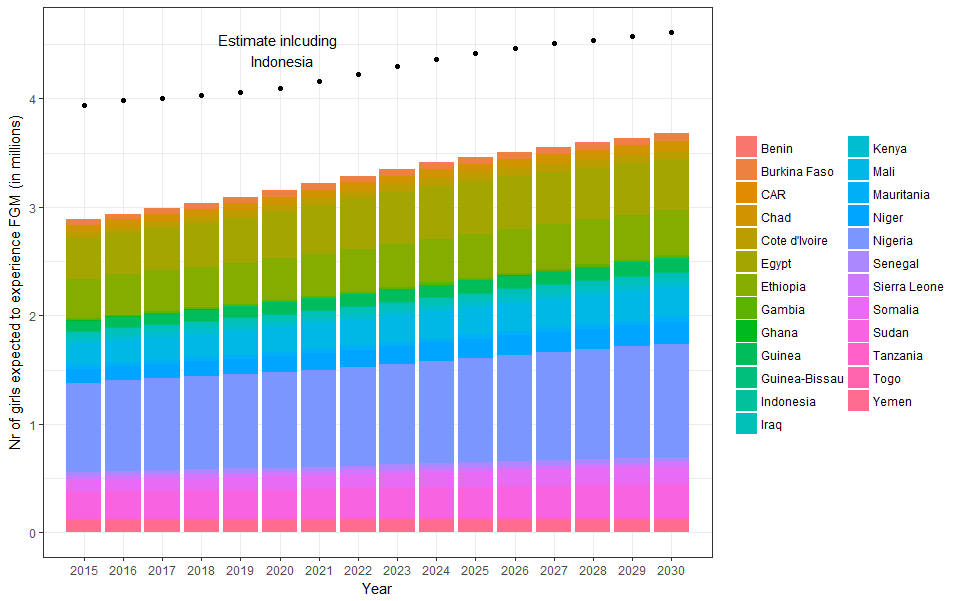 Estimate inlcuding
Indonesia
Nr of girls expected to experience FGM (in millions)
4
3
2
1
0
2015 2016 2017 2018 2019 2020 2021 2022 2023 2024 2025 2026 2027 2028 2029 2030
Year
Benin
Burkina Faso
CAR
Chad
Cote d'Ivoire
Egypt
Ethiopia
Gambia
Ghana
Guinea
Guinea-Bissau
Indonesia
Iraq
Kenya
Mali
Mauritania
Niger
Nigeria
Senegal
Sierra Leone
Somalia
Sudan
Tanzania
Togo
Yemen